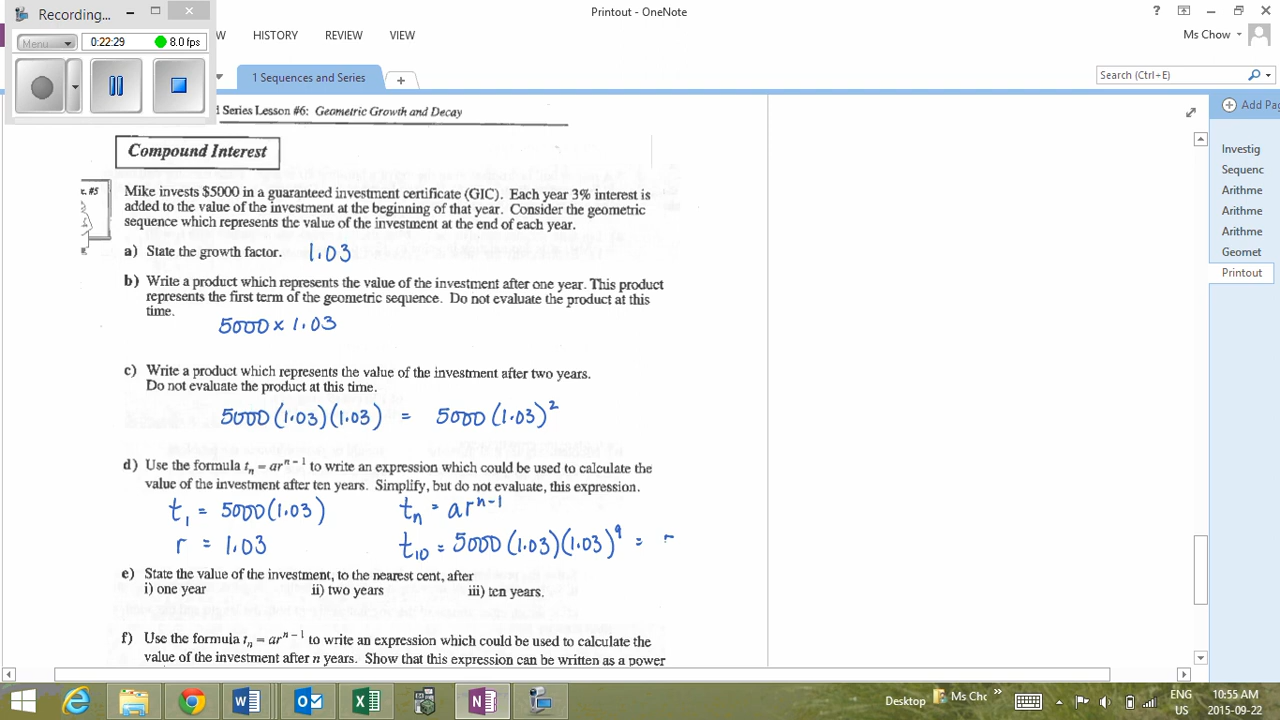 Recording...
Printout - OneNote
Menu
0:22:29
8.0 fps
W
HISTORY
REVIEW
VIEW
Ms Chow
1 Sequences and Series
Search (Ctrl+E)
Add Pag
Series Lesson #6: Geometric Growth and Decay
Compound Interest
Investig
Sequenc
Arithme
Arithme
Arithme
Geomet
Printout
#5
Mike invests $5000 in a guaranteed investment certificate (GIC). Each year 3% interest is
added to the value of the investment at the beginning of that year. Consider the geometric
sequence which represents the value of the investment at the end of each year.
a) State the growth factor. 1.03
b) Write a product which represents the value of the investment after one year. This product
represents the first term of the geometric sequence. Do not evaluate the product at this
time.
5000 x 1.03
c) Write a product which represents the value of the investment after two years.
Do not evaluate the product at this time.
5000 (1.03)(1.03) = 5000 (1.03)²
d) Use the formula tₙ = arⁿ⁻¹ to write an expression which could be used to calculate the
value of the investment after ten years. Simplify, but do not evaluate, this expression.
t₁ = 5000(1.03) tₙ = arⁿ⁻¹
r = 1.03 t₁₀ = 5000 (1.03)(1.03)⁹ =
e) State the value of the investment, to the nearest cent, after
i) one year ii) two years iii) ten years.
f) Use the formula tₙ = arⁿ⁻¹ to write an expression which could be used to calculate the
value of the investment after n years. Show that this expression can be written as a power
Desktop
Ms Cho
ENG
US
10:55 AM
2015-09-22